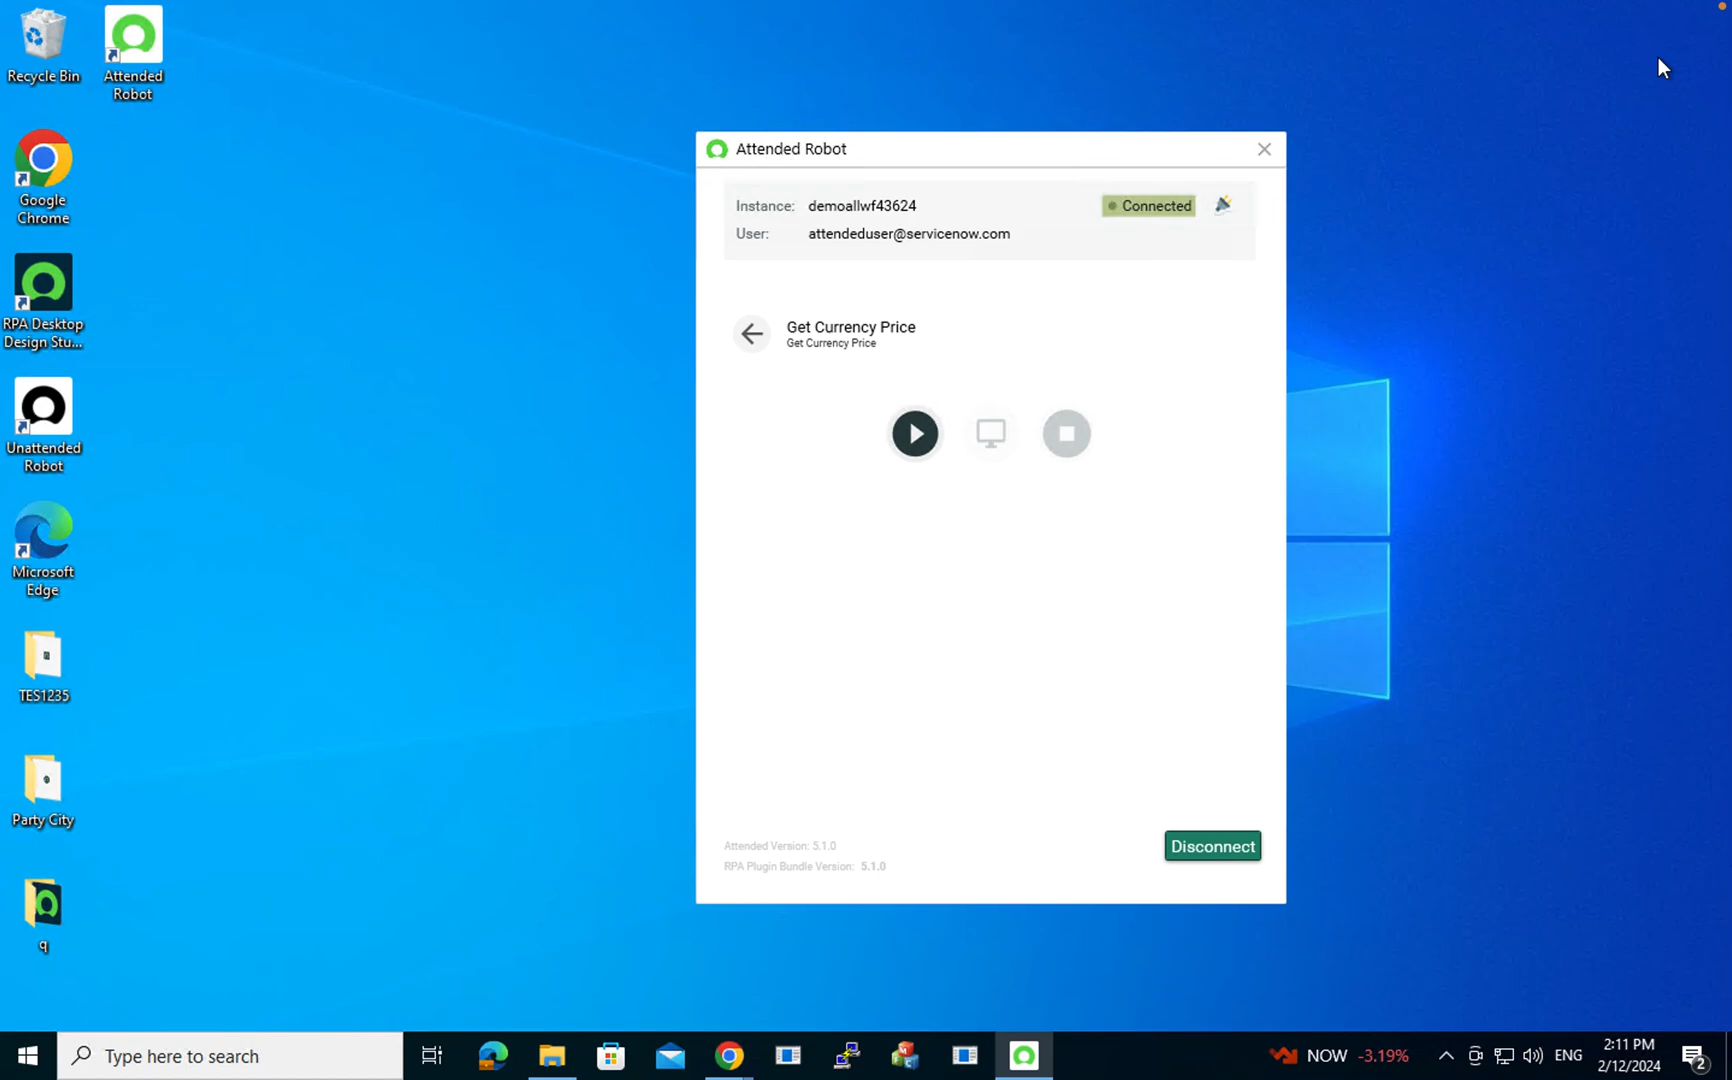 Recycle Bin
Attended
Robot
Google
Chrome
RPA Desktop
Design Stu...
Unattended
Robot
Microsoft
Edge
TES1235
Party City
q
Attended Robot
Instance: demoallwf43624
Connected
User: attendeduser@servicenow.com
Get Currency Price
Get Currency Price
Attended Version: 5.1.0
RPA Plugin Bundle Version: 5.1.0
Disconnect
Type here to search
NOW -3.19%
ENG
2:11 PM
2/12/2024
2